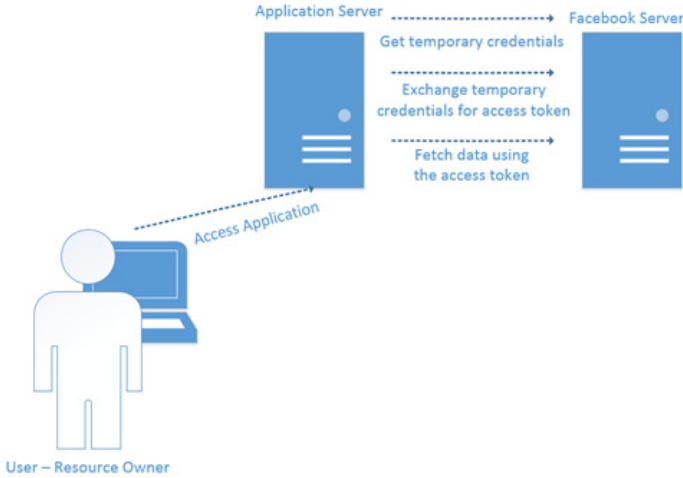 Application Server
Facebook Server
Get temporary credentials
Exchange temporary
credentials for access token
Fetch data using
the access token
Access Application
User – Resource Owner